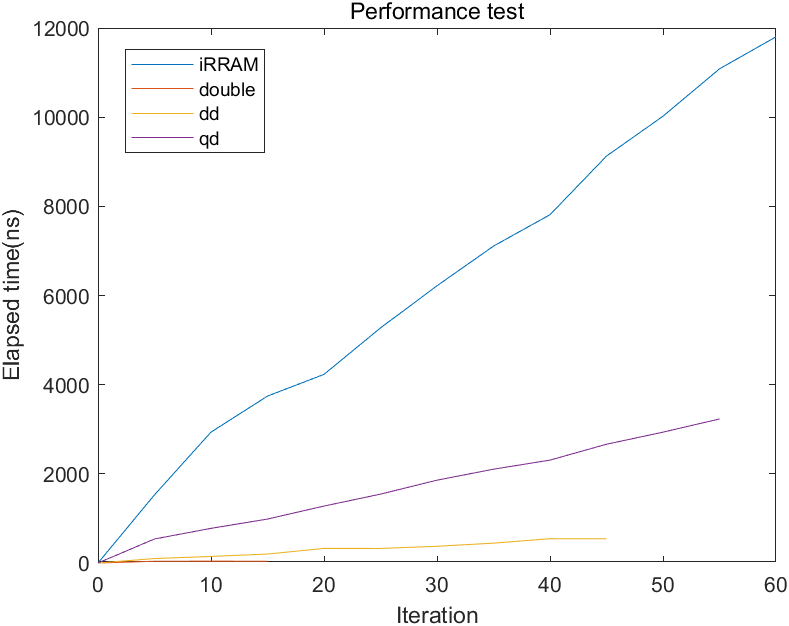 Performance test
12000
10000
8000
6000
4000
2000
0
Elapsed time(ns)
iRRAM
double
dd
qd
0 10 20 30 40 50 60
Iteration